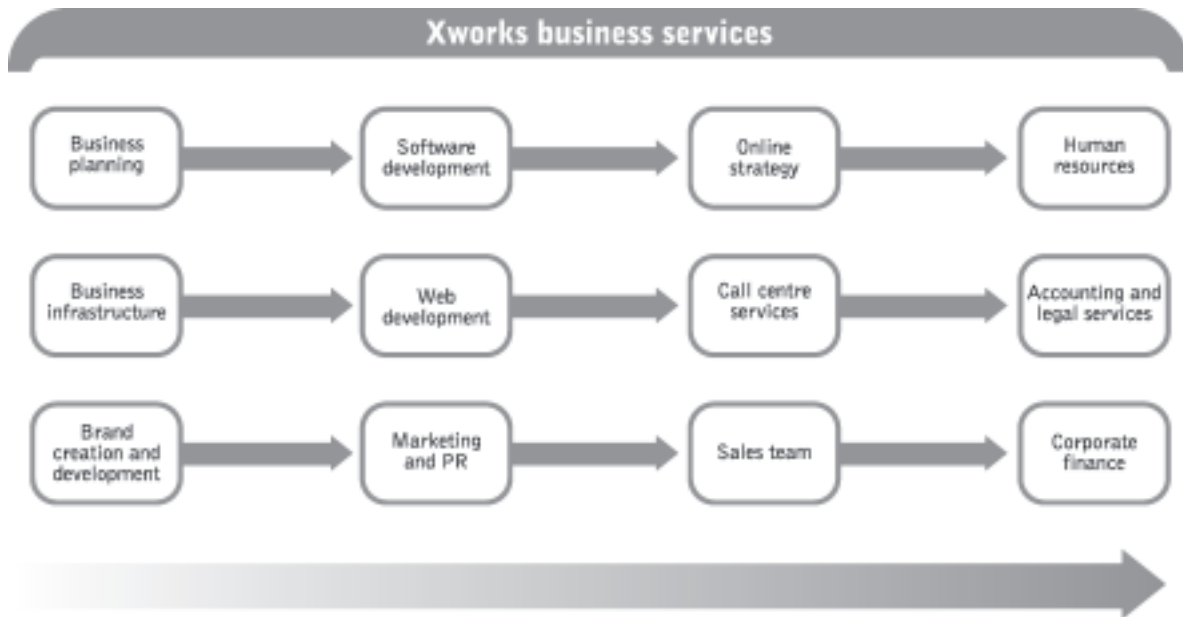 Xworks business services
Business
planning
Software
development
Online
strategy
Human
resources
Business
infrastructure
Web
development
Call centre
services
Accounting and
legal services
Brand
creation and
development
Marketing
and PR
Sales team
Corporate
finance